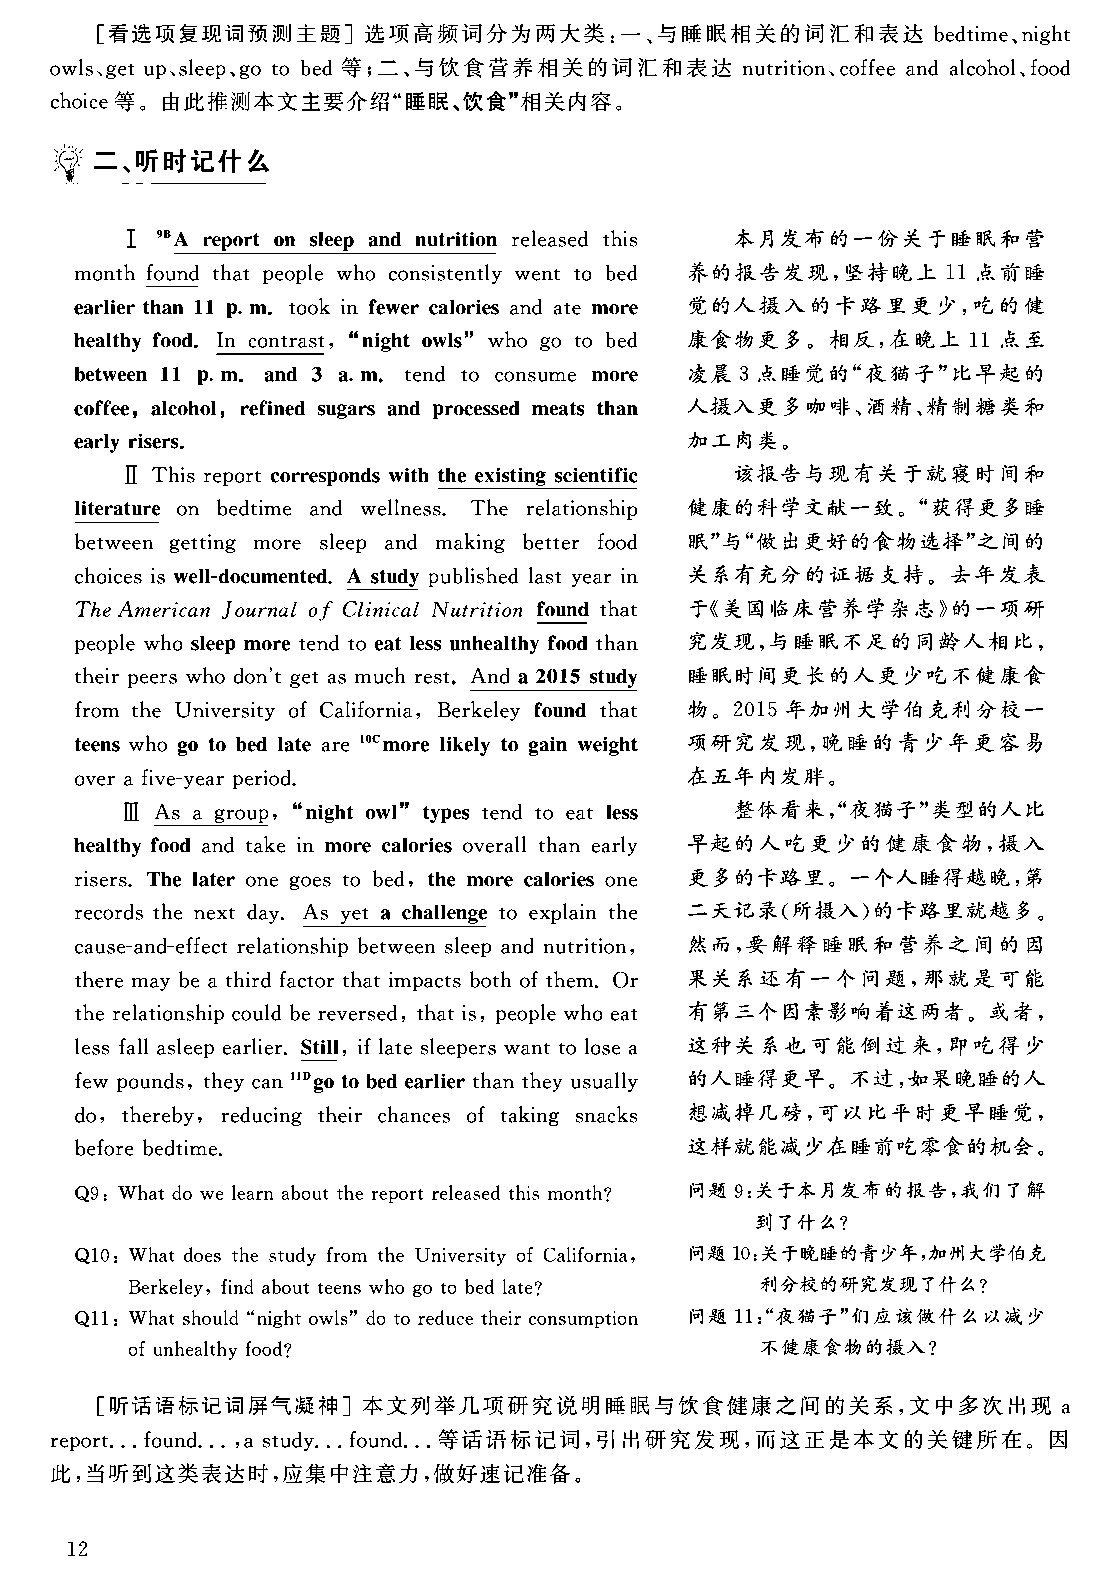 [看选项复现词预测主题] 选项高频词分为两大类:一、与睡眠相关的词汇和表达 bedtime、night
owls、get up、sleep、go to bed 等;二、与饮食营养相关的词汇和表达 nutrition、coffee and alcohol、food
choice 等。由此推测本文主要介绍“睡眠、饮食”相关内容。
二、听时记什么
Ⅰ 9BA report on sleep and nutrition released this
month found that people who consistently went to bed
earlier than 11 p.m. took in fewer calories and ate more
healthy food. In contrast, “night owls” who go to bed
between 11 p.m. and 3 a.m. tend to consume more
coffee, alcohol, refined sugars and processed meats than
early risers.
Ⅱ This report corresponds with the existing scientific
literature on bedtime and wellness. The relationship
between getting more sleep and making better food
choices is well-documented. A study published last year in
The American Journal of Clinical Nutrition found that
people who sleep more tend to eat less unhealthy food than
their peers who don't get as much rest. And a 2015 study
from the University of California, Berkeley found that
teens who go to bed late are 10Cmore likely to gain weight
over a five-year period.
Ⅲ As a group, “night owl” types tend to eat less
healthy food and take in more calories overall than early
risers. The later one goes to bed, the more calories one
records the next day. As yet a challenge to explain the
cause-and-effect relationship between sleep and nutrition,
there may be a third factor that impacts both of them. Or
the relationship could be reversed, that is, people who eat
less fall asleep earlier. Still, if late sleepers want to lose a
few pounds, they can 11Dgo to bed earlier than they usually
do, thereby, reducing their chances of taking snacks
before bedtime.
Q9: What do we learn about the report released this month?
Q10: What does the study from the University of California,
Berkeley, find about teens who go to bed late?
Q11: What should “night owls” do to reduce their consumption
of unhealthy food?
本月发布的一份关于睡眠和营
养的报告发现,坚持晚上 11 点前睡
觉的人摄入的卡路里更少,吃的健
康食物更多。相反,在晚上 11 点至
凌晨 3 点睡觉的“夜猫子”比早起的
人摄入更多咖啡、酒精、精制糖类和
加工肉类。
该报告与现有关于就寝时间和
健康的科学文献一致。“获得更多睡
眠”与“做出更好的食物选择”之间的
关系有充分的证据支持。去年发表
于《美国临床营养学杂志》的一项研
究发现,与睡眠不足的同龄人相比,
睡眠时间更长的人更少吃不健康食
物。2015 年加州大学伯克利分校一
项研究发现,晚睡的青少年更容易
在五年内发胖。
整体看来,“夜猫子”类型的人比
早起的人吃更少的健康食物,摄入
更多的卡路里。一个人睡得越晚,第
二天记录(所摄入)的卡路里就越多。
然而,要解释睡眠和营养之间的因
果关系还有一个问题,那就是可能
有第三个因素影响着这两者。或者,
这种关系也可能倒过来,即吃得少
的人睡得更早。不过,如果晚睡的人
想减掉几磅,可以比平时更早睡觉,
这样就能减少在睡前吃零食的机会。
问题 9:关于本月发布的报告,我们了解
到了什么?
问题 10:关于晚睡的青少年,加州大学伯克
利分校的研究发现了什么?
问题 11:“夜猫子”们应该做什么以减少
不健康食物的摄入?
[听话语标记词屏气凝神] 本文列举几项研究说明睡眠与饮食健康之间的关系,文中多次出现 a
report...found...,a study...found...等话语标记词,引出研究发现,而这正是本文的关键所在。因
此,当听到这类表达时,应集中注意力,做好速记准备。
12